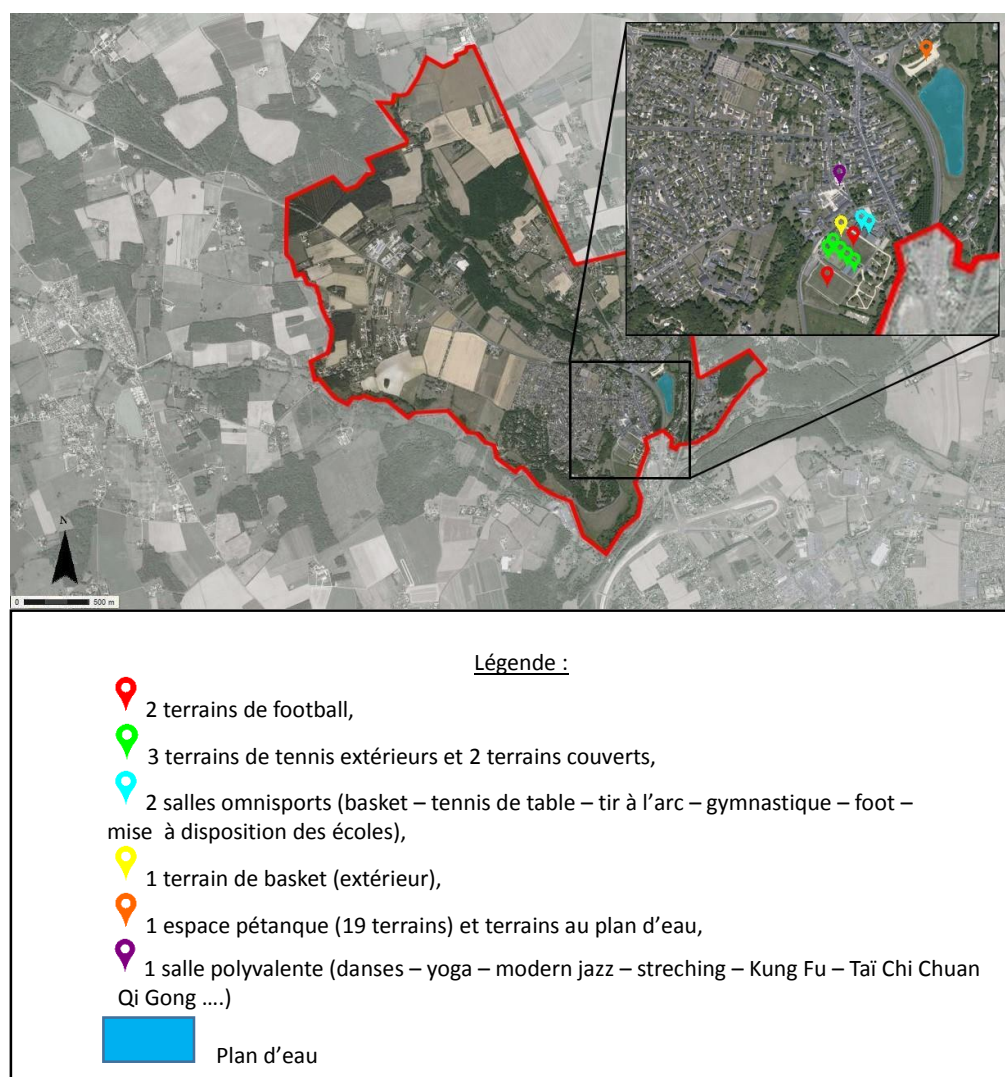 N
0 500 m
Légende :
2 terrains de football,
3 terrains de tennis extérieurs et 2 terrains couverts,
2 salles omnisports (basket – tennis de table – tir à l’arc – gymnastique – foot –
mise à disposition des écoles),
1 terrain de basket (extérieur),
1 espace pétanque (19 terrains) et terrains au plan d’eau,
1 salle polyvalente (danses – yoga – modern jazz – streching – Kung Fu – Taï Chi Chuan
Qi Gong ....)
Plan d’eau